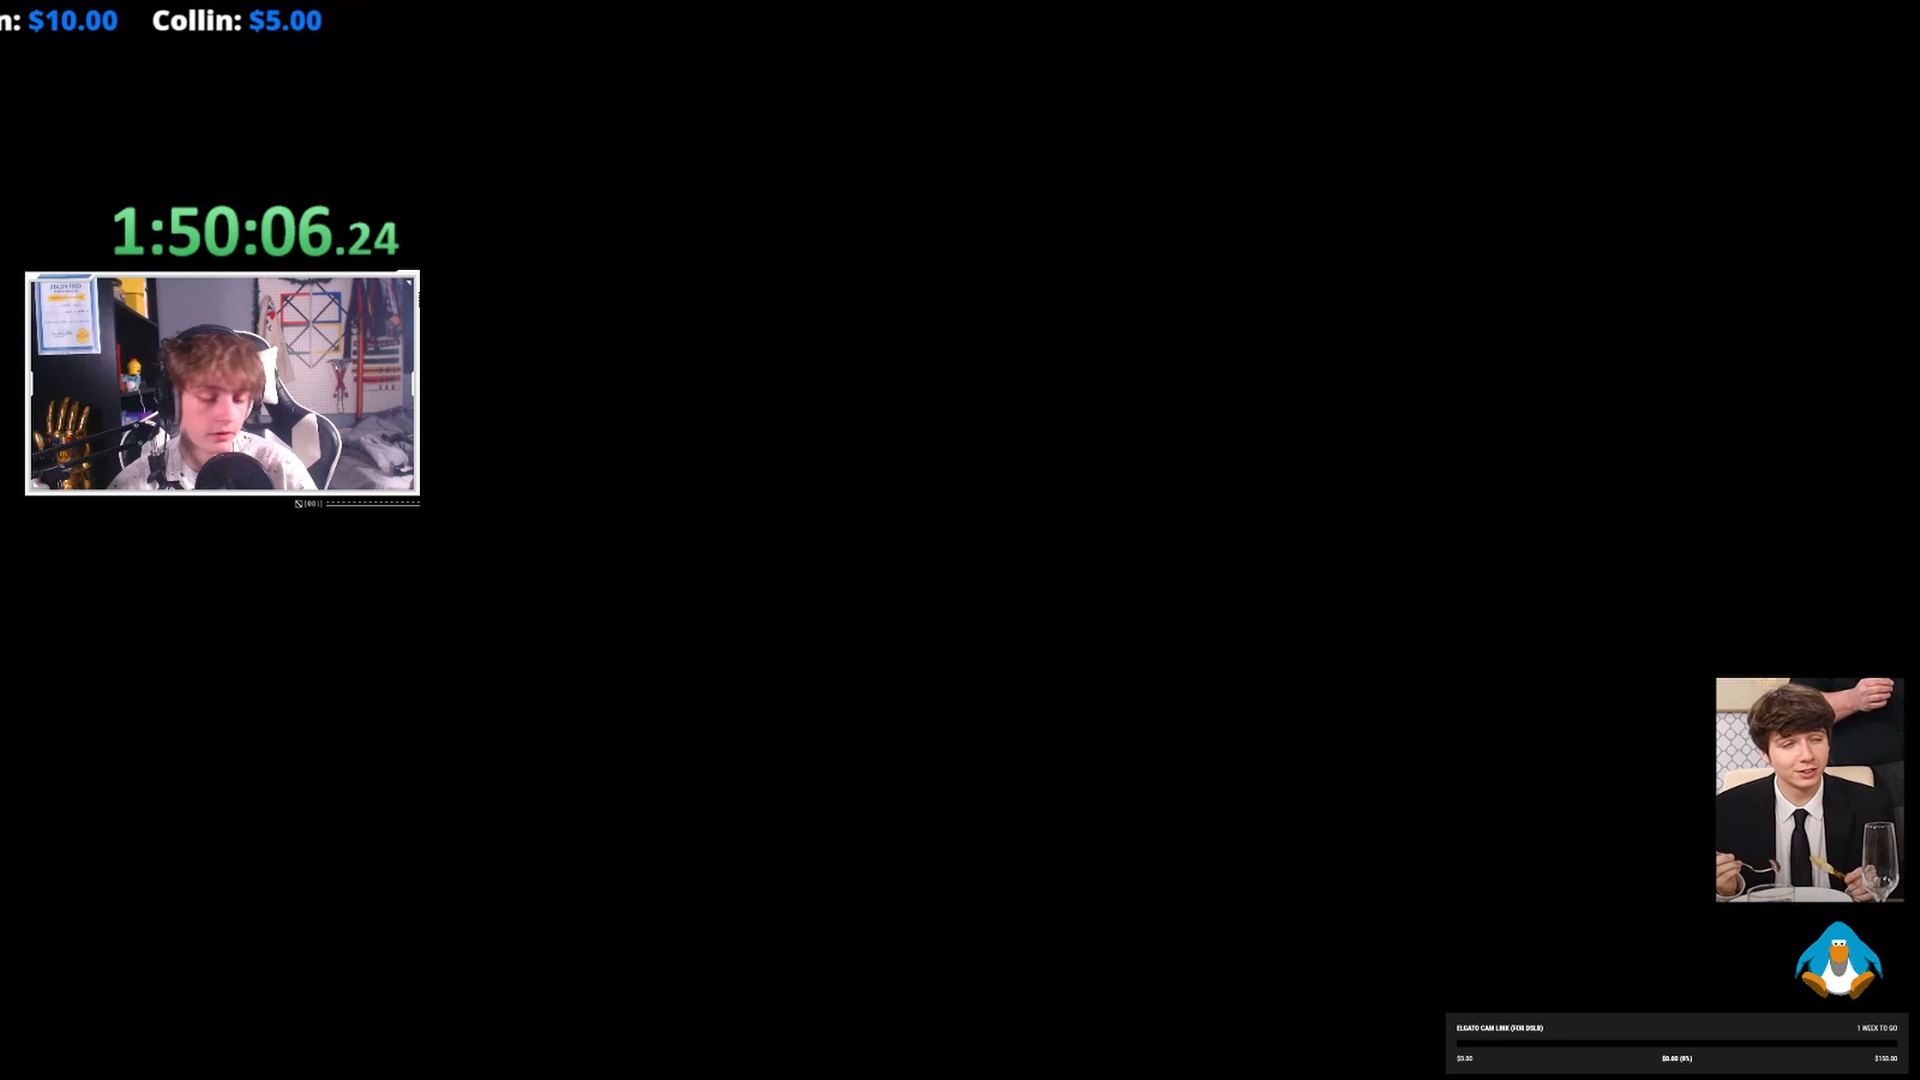 n: $10.00 Collin: $5.00
1:50:06.24
ELGATO CAM LINK (FOR DSLR) 1 WEEK TO GO
$0.00 $0.00 (0%) $150.00